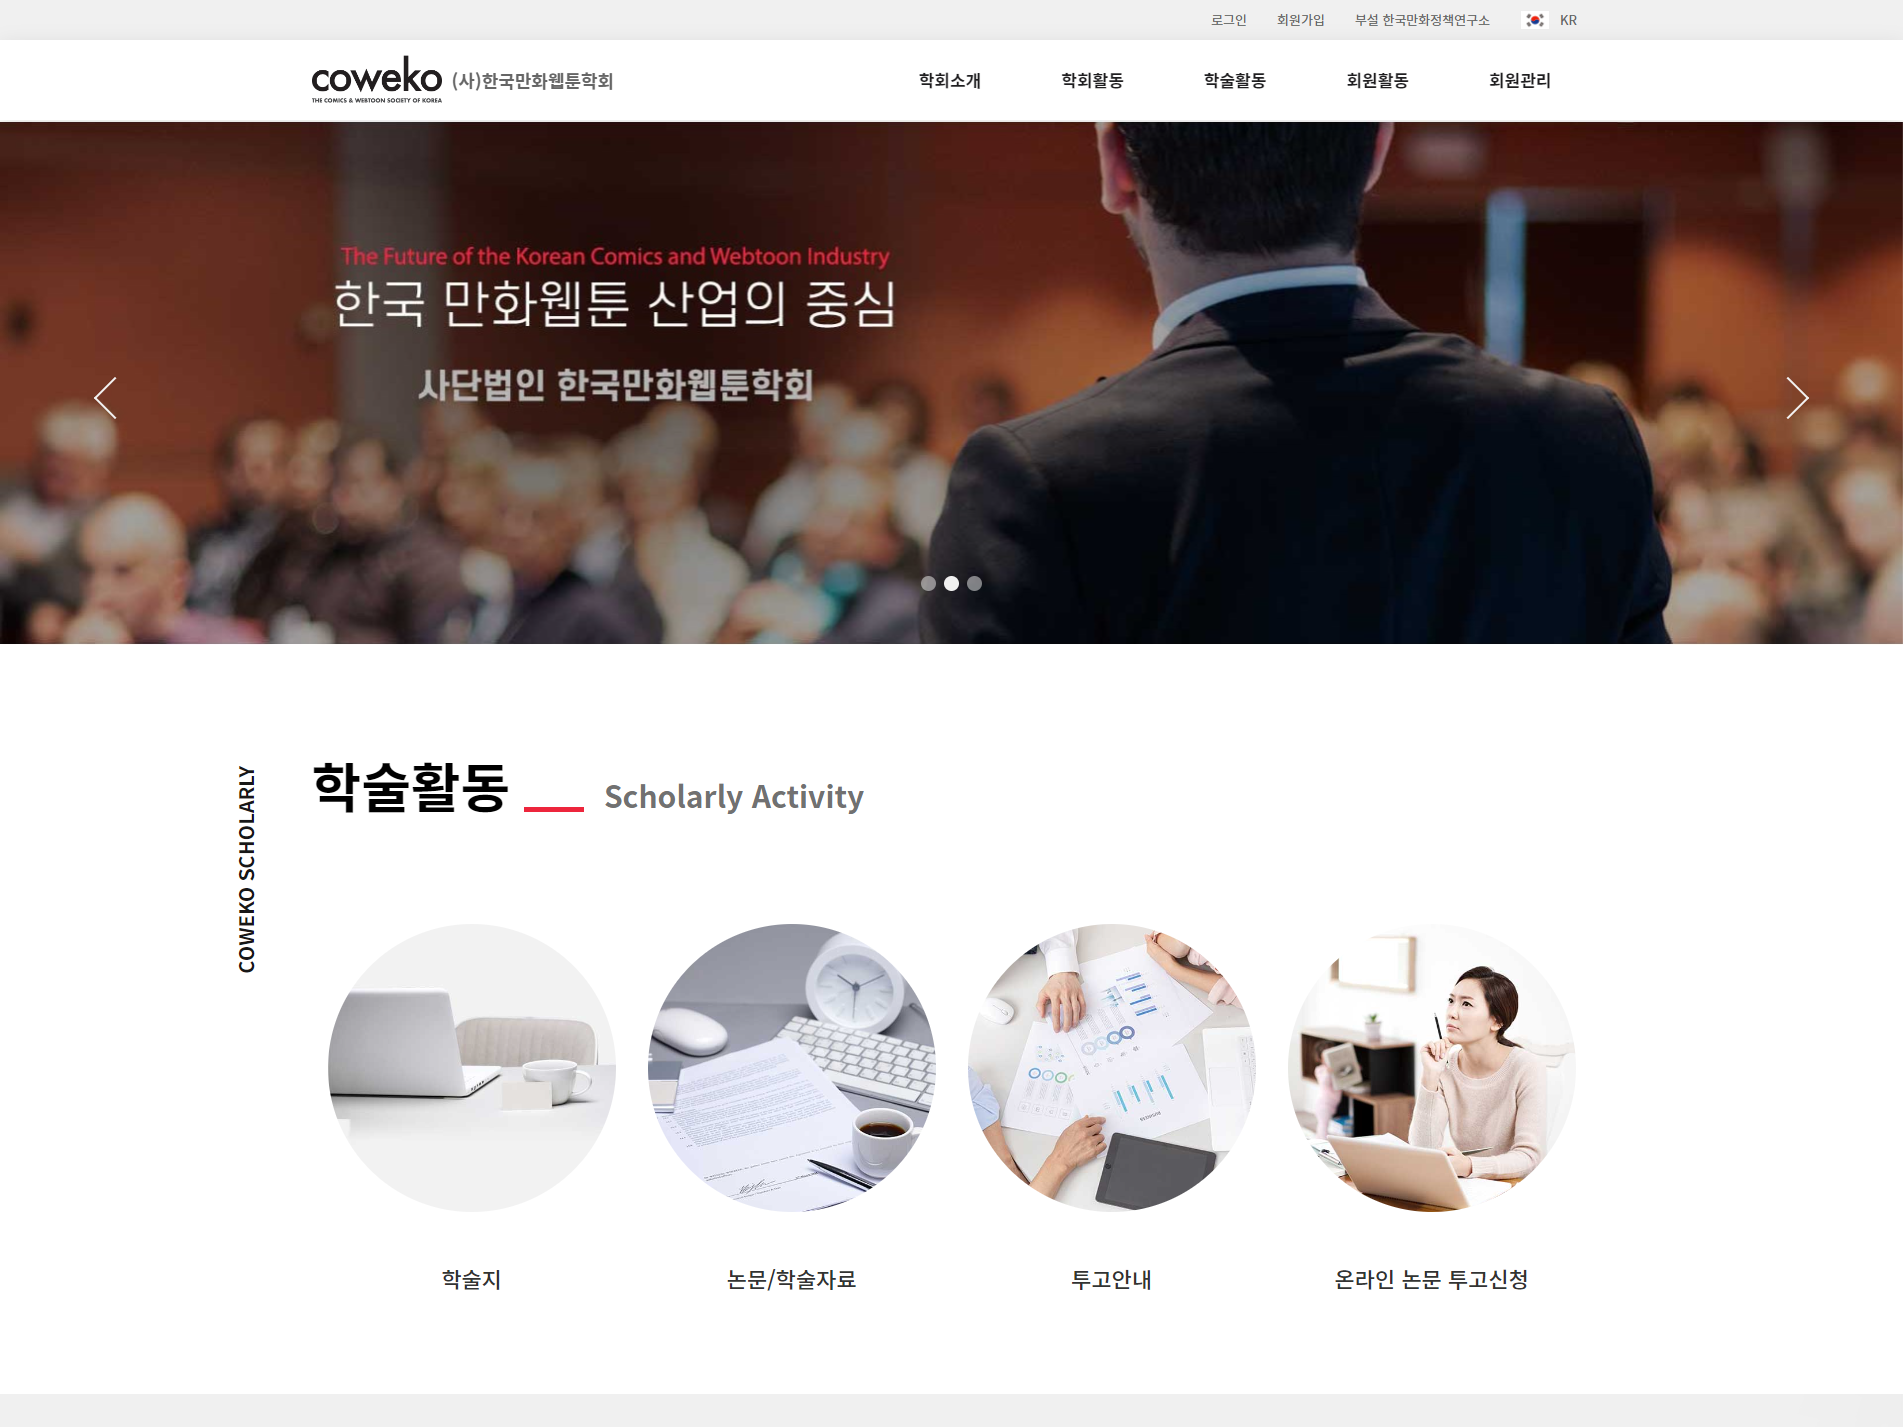 로그인 회원가입 부설 한국만화정책연구소 KR
coweko (사)한국만화웹툰학회
THE COMICS & WEBTOON SOCIETY OF KOREA
학회소개 학회활동 학술활동 회원활동 회원관리
The Future of the Korean Comics and Webtoon Industry
한국 만화웹툰 산업의 중심
사단법인 한국만화웹툰학회
COWEKO SCHOLARLY
학술활동 Scholarly Activity
학술지
논문/학술자료
투고안내
온라인 논문 투고신청